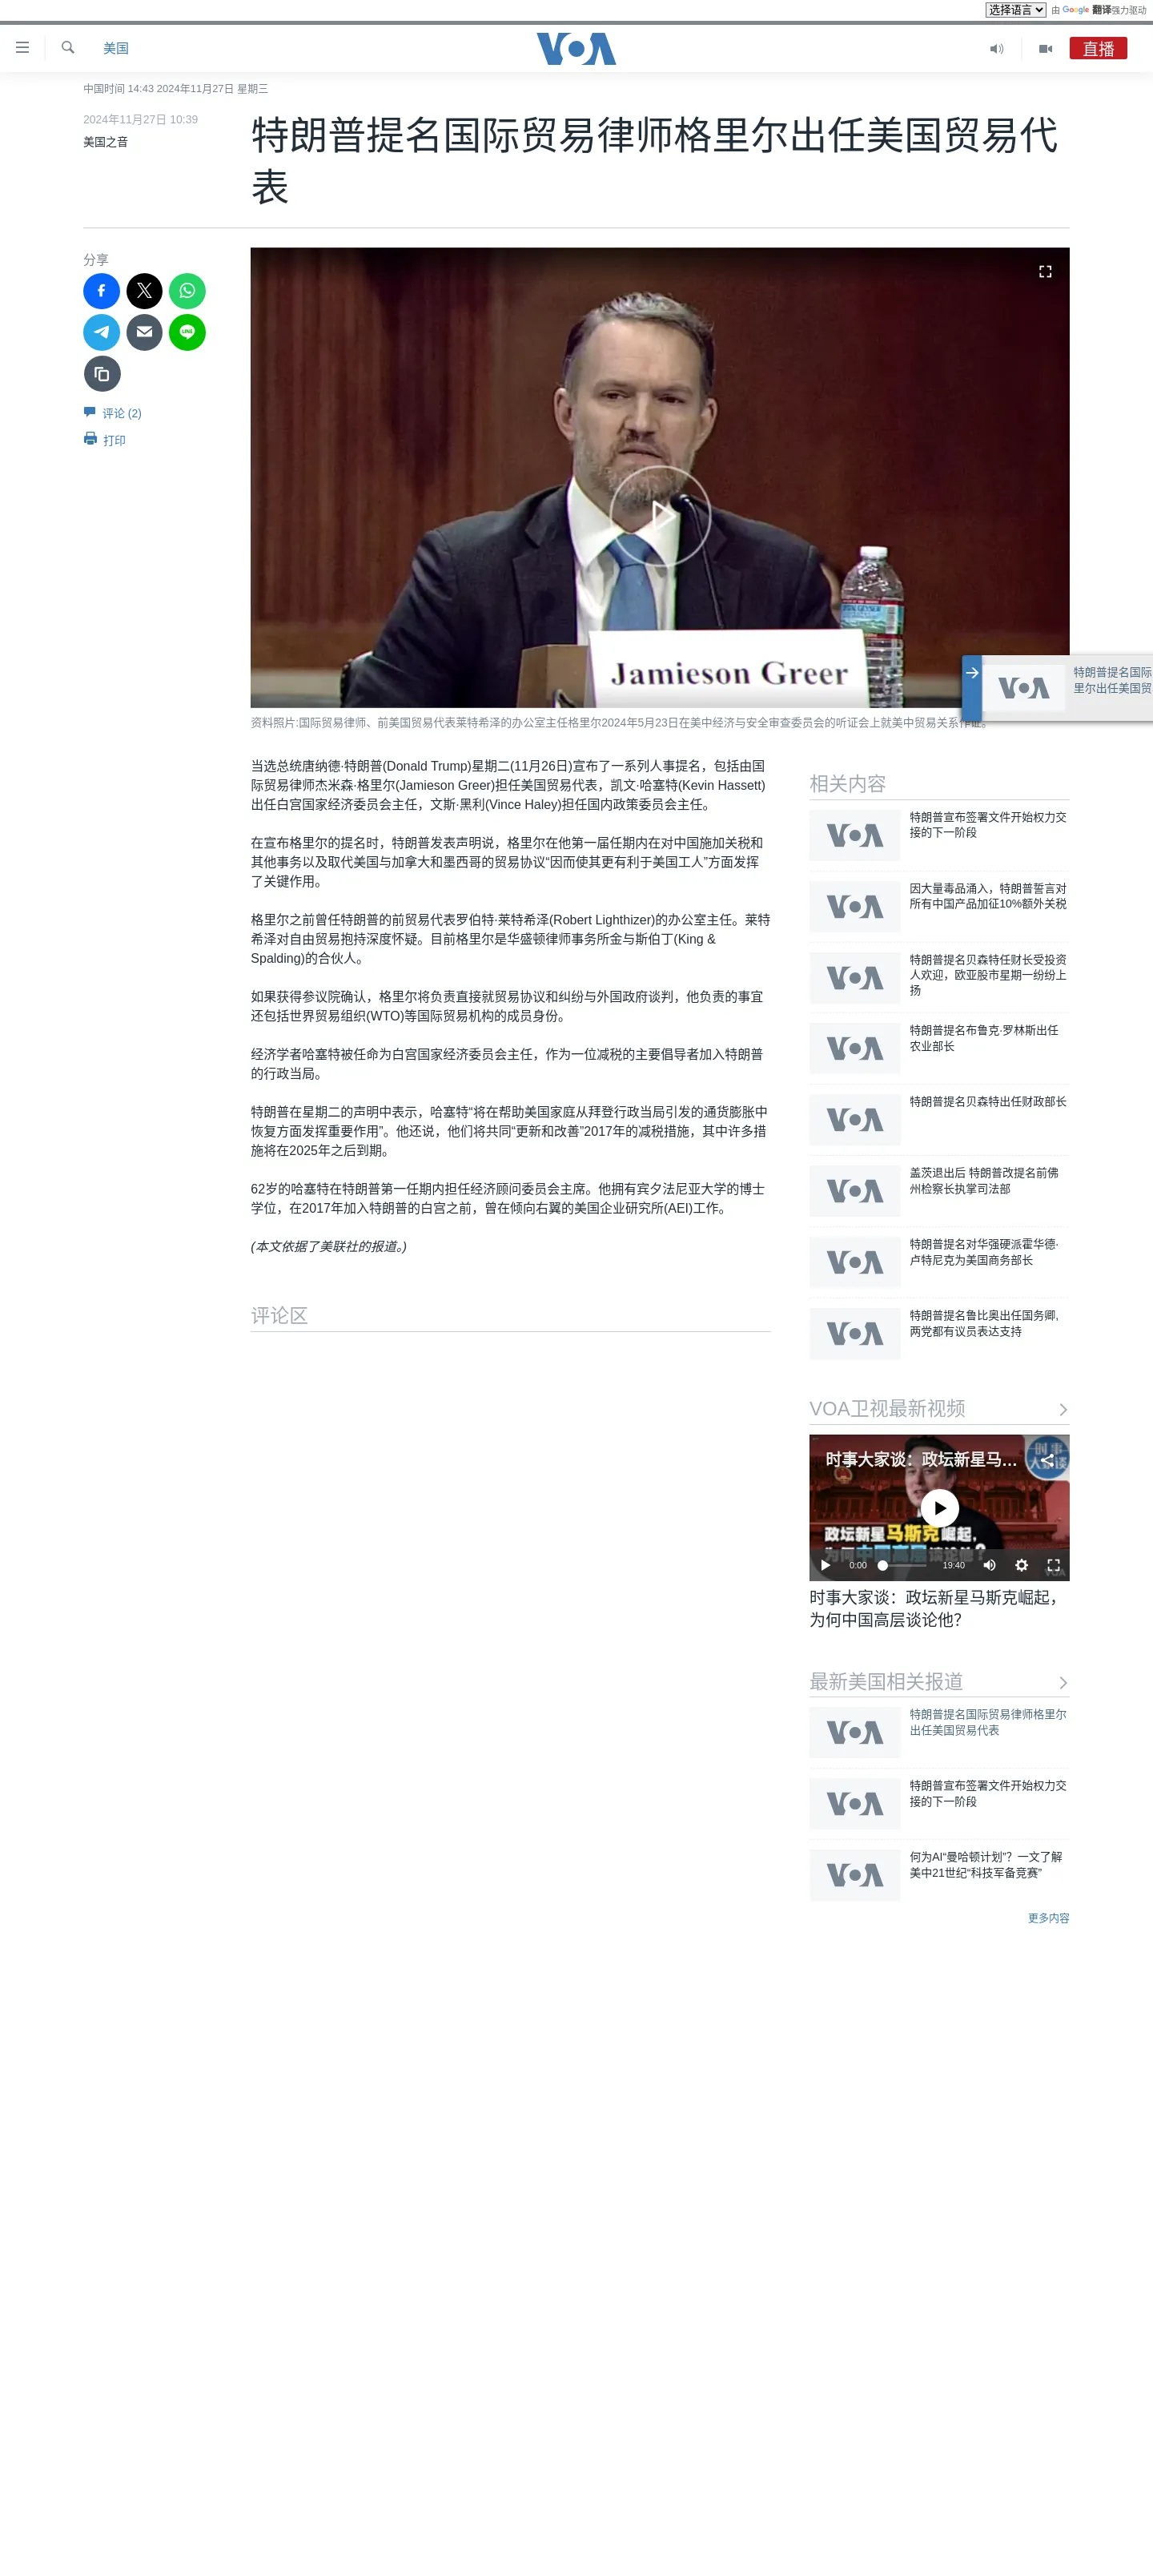 选择语言 由 Google 翻译强力驱动
美国
VOA
直播
中国时间 14:43 2024年11月27日 星期三
2024年11月27日 10:39
美国之音
特朗普提名国际贸易律师格里尔出任美国贸易代
表
分享
评论 (2)
打印
LINE
Jamieson Greer
特朗普提名国际
里尔出任美国贸
VOA
资料照片:国际贸易律师、前美国贸易代表莱特希泽的办公室主任格里尔2024年5月23日在美中经济与安全审查委员会的听证会上就美中贸易关系作证。
当选总统唐纳德·特朗普(Donald Trump)星期二(11月26日)宣布了一系列人事提名，包括由国
际贸易律师杰米森·格里尔(Jamieson Greer)担任美国贸易代表，凯文·哈塞特(Kevin Hassett)
出任白宫国家经济委员会主任，文斯·黑利(Vince Haley)担任国内政策委员会主任。
在宣布格里尔的提名时，特朗普发表声明说，格里尔在他第一届任期内在对中国施加关税和
其他事务以及取代美国与加拿大和墨西哥的贸易协议“因而使其更有利于美国工人”方面发挥
了关键作用。
格里尔之前曾任特朗普的前贸易代表罗伯特·莱特希泽(Robert Lighthizer)的办公室主任。莱特
希泽对自由贸易抱持深度怀疑。目前格里尔是华盛顿律师事务所金与斯伯丁(King &
Spalding)的合伙人。
如果获得参议院确认，格里尔将负责直接就贸易协议和纠纷与外国政府谈判，他负责的事宜
还包括世界贸易组织(WTO)等国际贸易机构的成员身份。
经济学者哈塞特被任命为白宫国家经济委员会主任，作为一位减税的主要倡导者加入特朗普
的行政当局。
特朗普在星期二的声明中表示，哈塞特“将在帮助美国家庭从拜登行政当局引发的通货膨胀中
恢复方面发挥重要作用”。他还说，他们将共同“更新和改善”2017年的减税措施，其中许多措
施将在2025年之后到期。
62岁的哈塞特在特朗普第一任期内担任经济顾问委员会主席。他拥有宾夕法尼亚大学的博士
学位，在2017年加入特朗普的白宫之前，曾在倾向右翼的美国企业研究所(AEI)工作。
(本文依据了美联社的报道。)
评论区
相关内容
VOA
特朗普宣布签署文件开始权力交
接的下一阶段
VOA
因大量毒品涌入，特朗普誓言对
所有中国产品加征10%额外关税
VOA
特朗普提名贝森特任财长受投资
人欢迎，欧亚股市星期一纷纷上
扬
VOA
特朗普提名布鲁克·罗林斯出任
农业部长
VOA
特朗普提名贝森特出任财政部长
VOA
盖茨退出后 特朗普改提名前佛
州检察长执掌司法部
VOA
特朗普提名对华强硬派霍华德·
卢特尼克为美国商务部长
VOA
特朗普提名鲁比奥出任国务卿,
两党都有议员表达支持
VOA卫视最新视频
时事大家谈：政坛新星马...
时事
大家谈
政坛新星马斯克崛起,
为何中国高层谈论他?
0:00 19:40
时事大家谈：政坛新星马斯克崛起，
为何中国高层谈论他？
最新美国相关报道
VOA
特朗普提名国际贸易律师格里尔
出任美国贸易代表
VOA
特朗普宣布签署文件开始权力交
接的下一阶段
VOA
何为AI“曼哈顿计划”？一文了解
美中21世纪“科技军备竞赛”
更多内容